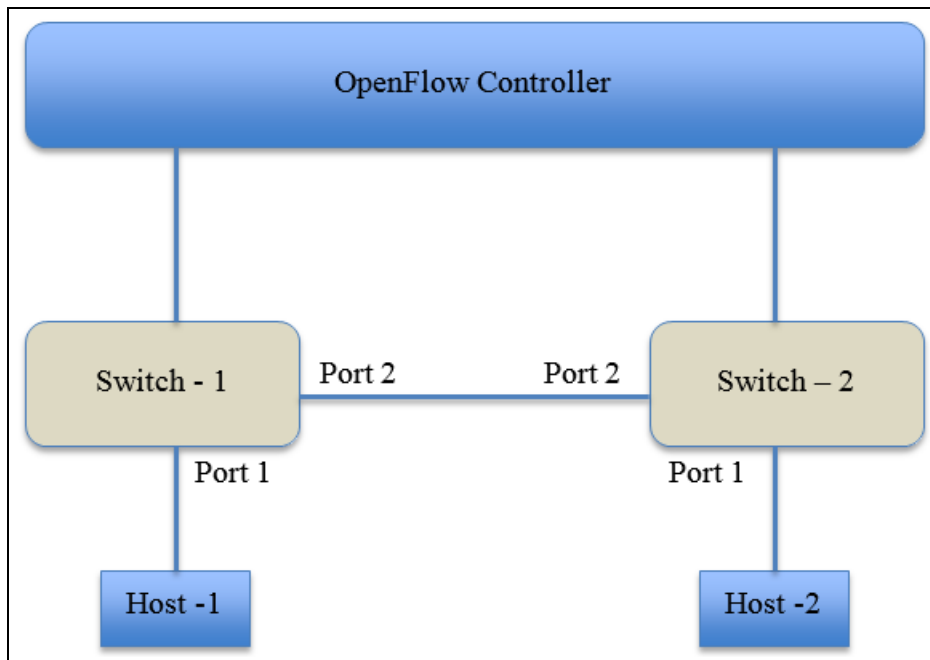 OpenFlow Controller
Switch - 1
Port 2
Port 2
Switch – 2
Port 1
Port 1
Host -1
Host -2